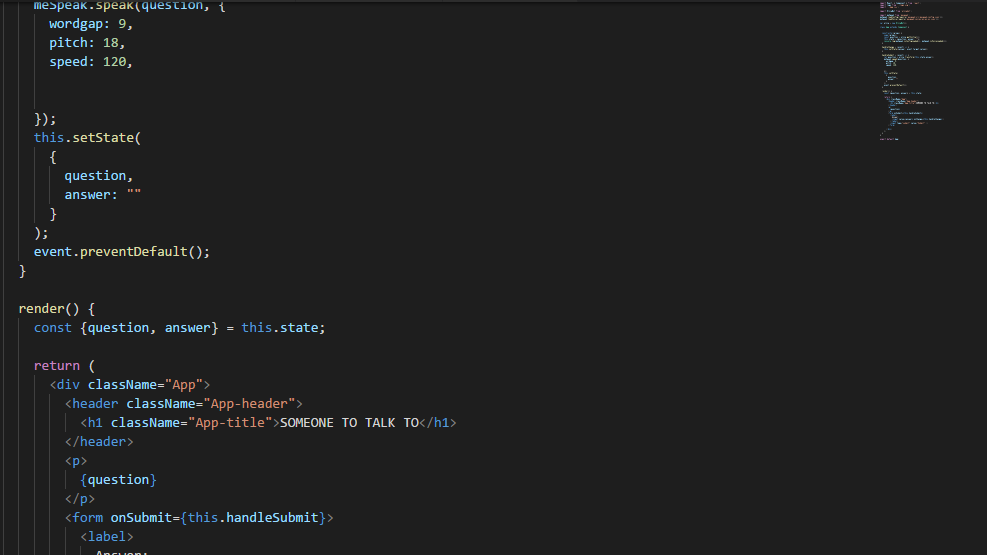 meSpeak.speak(question, {
wordgap: 9,
pitch: 18,
speed: 120,
});
this.setState(
{
question,
answer: ""
}
);
event.preventDefault();
}
render() {
const {question, answer} = this.state;
return (
<div className="App">
<header className="App-header">
<h1 className="App-title">SOMEONE TO TALK TO</h1>
</header>
<p>
{question}
</p>
<form onSubmit={this.handleSubmit}>
<label>
Answer: